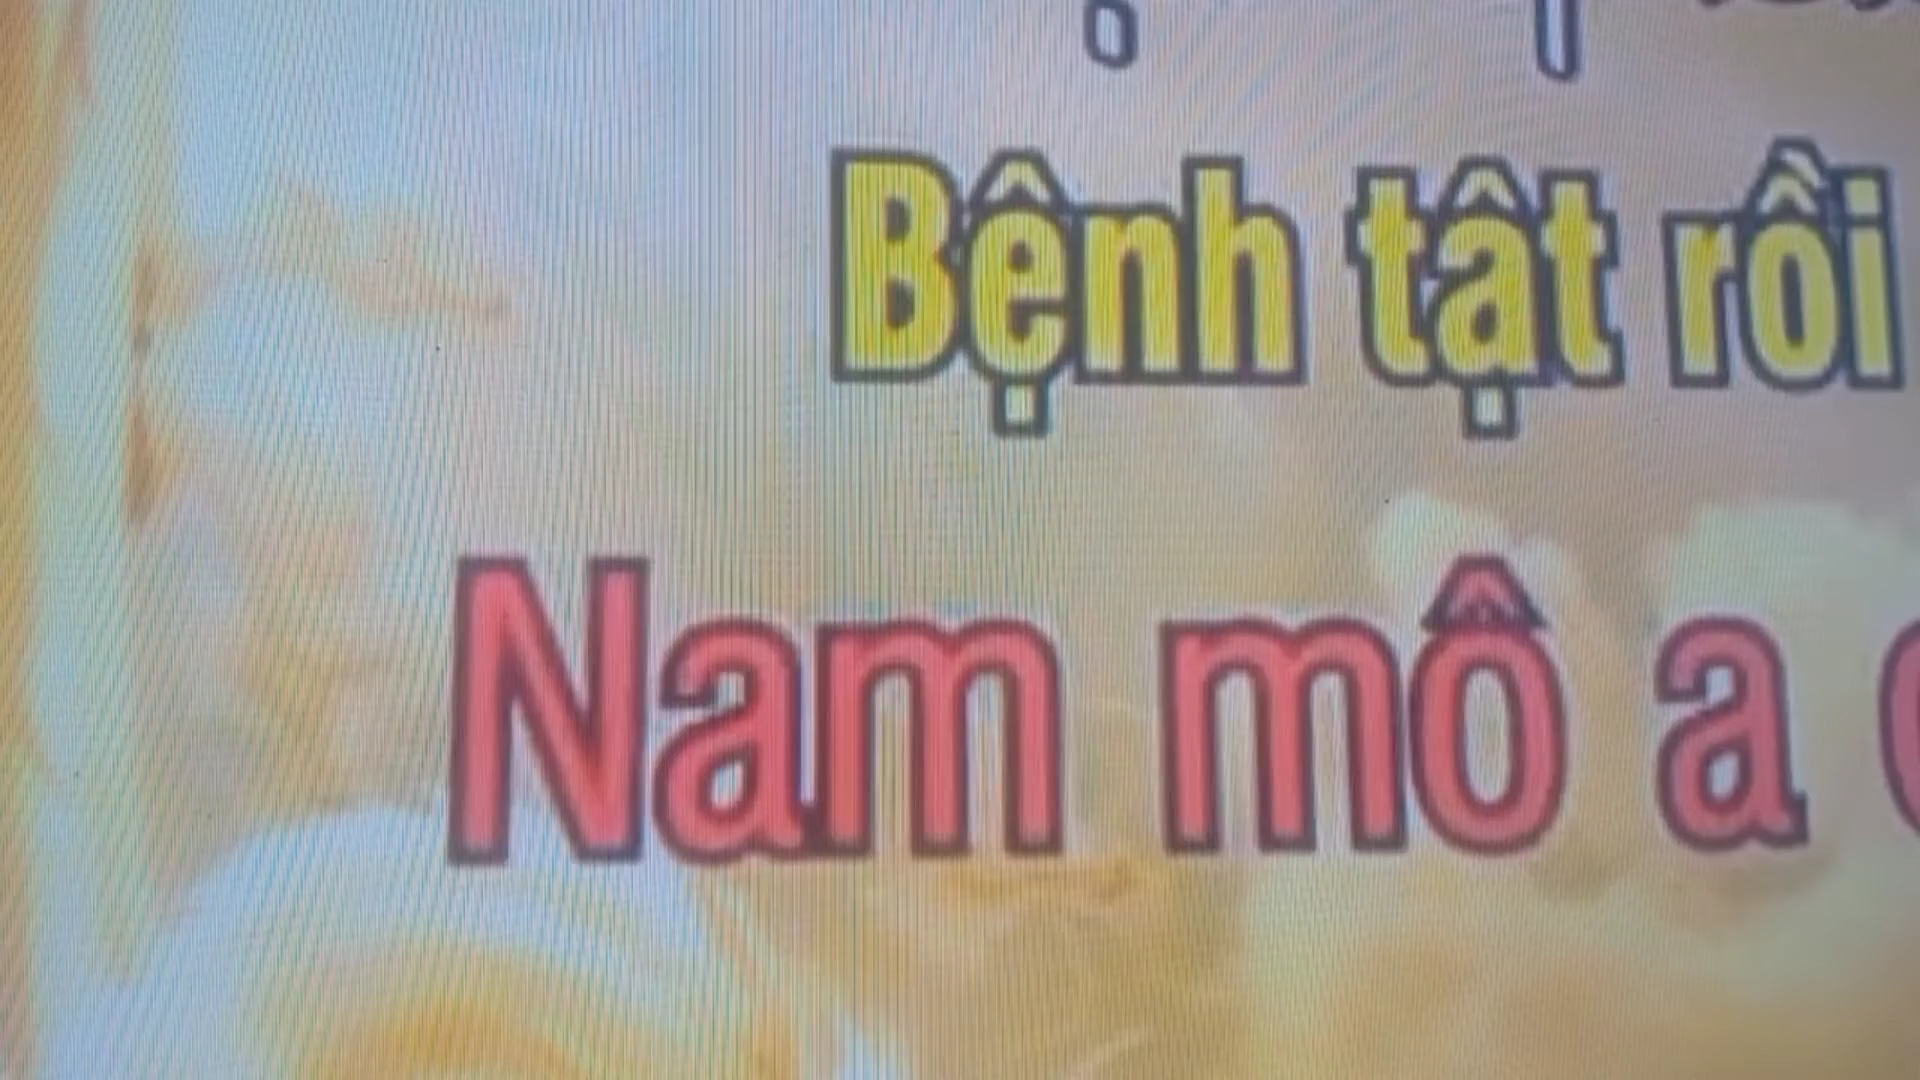 Bệnh tật rồi
Nam mô a